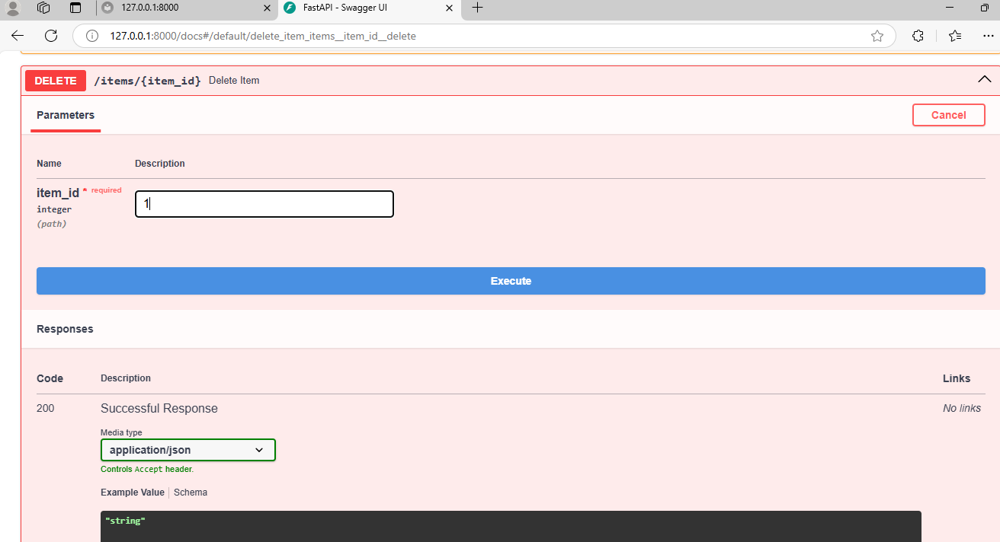 127.0.0.1:8000
FastAPI - Swagger UI
127.0.0.1:8000/docs#/default/delete_item_items__item_id__delete
DELETE /items/{item_id} Delete Item
Parameters
Cancel
Name Description
item_id * required
integer
(path)
1
Execute
Responses
Code Description Links
200 Successful Response No links
Media type
application/json
Controls Accept header.
Example Value Schema
"string"